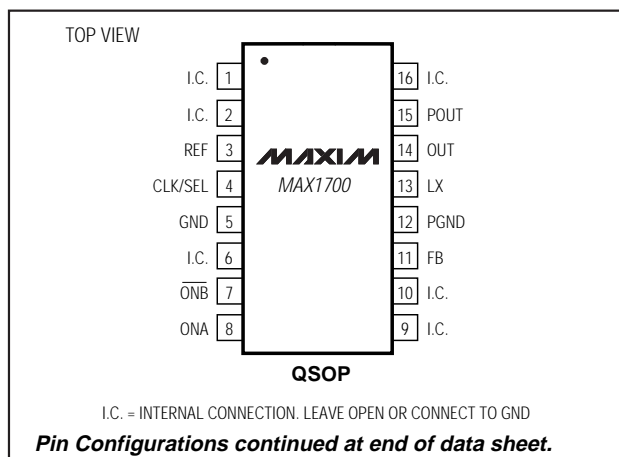 TOP VIEW
I.C. 1 16 I.C.
I.C. 2 15 POUT
REF 3 MAXIM 14 OUT
CLK/SEL 4 MAX1700 13 LX
GND 5 12 PGND
I.C. 6 11 FB
ONB 7 10 I.C.
ONA 8 9 I.C.
QSOP
I.C. = INTERNAL CONNECTION. LEAVE OPEN OR CONNECT TO GND
Pin Configurations continued at end of data sheet.